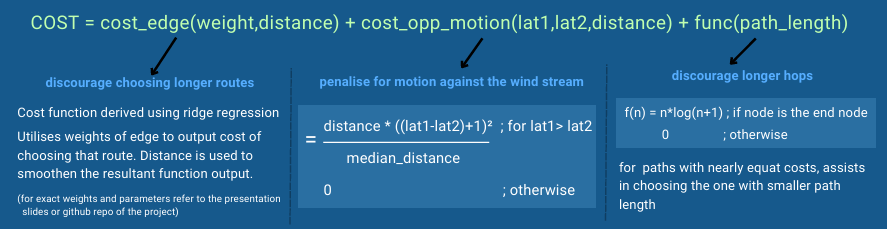 COST = cost_edge(weight,distance) + cost_opp_motion(lat1,lat2,distance) + func(path_length)
discourage choosing longer routes
Cost function derived using ridge regression
Utilises weights of edge to output cost of
choosing that route. Distance is used to
smoothen the resultant function output.
(for exact weights and parameters refer to the presentation
slides or github repo of the project)
penalise for motion against the wind stream
= distance * ((lat1-lat2)+1)² ; for lat1> lat2
median_distance
0 ; otherwise
discourage longer hops
f(n) = n*log(n+1) ; if node is the end node
0 ; otherwise
for paths with nearly equat costs, assists
in choosing the one with smaller path
length